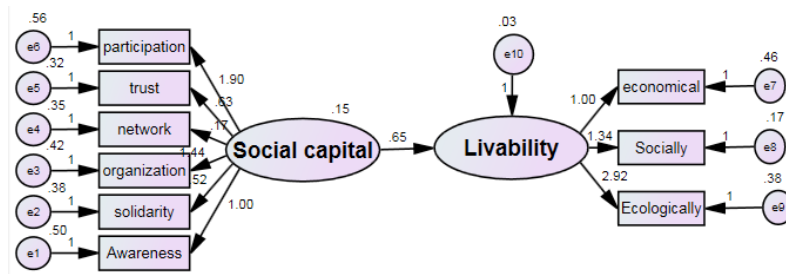 .56
e6 1 participation
.32
e5 1 trust
.35
e4 1 network
.42
e3 1 organization
.38
e2 1 solidarity
.50
e1 1 Awareness
1.90
.63
.17
1.44
.52
1.00
.15
Social capital
.65
.03
e10
1
Livability
1.00
1.34
2.92
.46
economical 1 e7
.17
Socially 1 e8
.38
Ecologically 1 e9